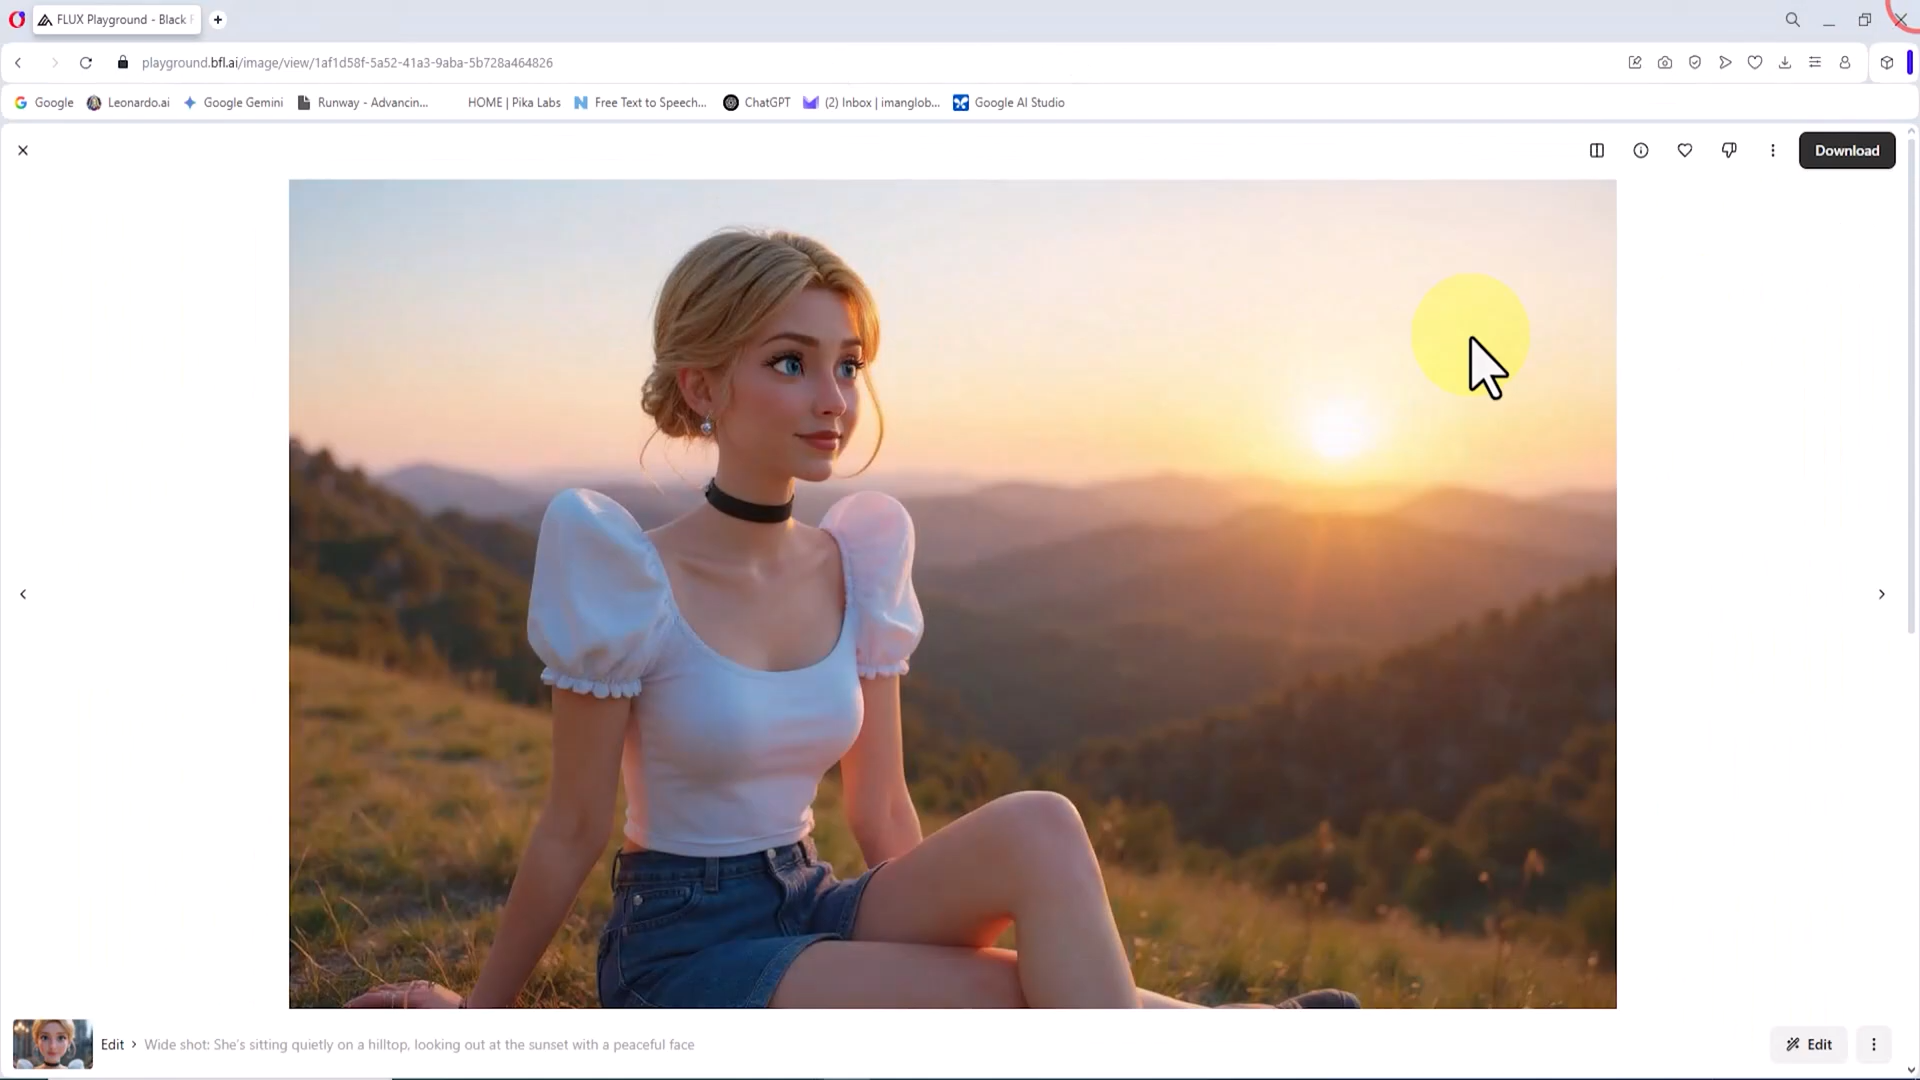 FLUX Playground - Black F
playground.bfl.ai/image/view/1af1d58f-5a52-41a3-9aba-5b728a464826
Google
Leonardo.ai
Google Gemini
Runway - Advancin...
HOME | Pika Labs
Free Text to Speech...
ChatGPT
(2) Inbox | imanglob...
Google AI Studio
Download
Edit > Wide shot: She's sitting quietly on a hilltop, looking out at the sunset with a peaceful face
Edit